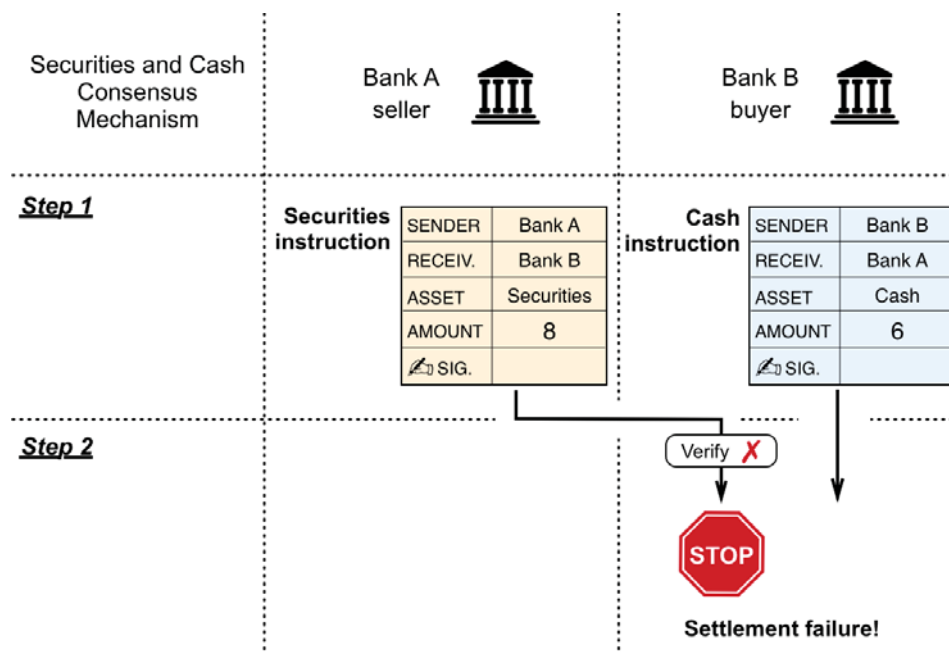 Securities and Cash
Consensus
Mechanism
Bank A
seller
Bank B
buyer
Step 1
Securities
instruction
SENDER Bank A
RECEIV. Bank B
ASSET Securities
AMOUNT 8
SIG.
Cash
instruction
SENDER Bank B
RECEIV. Bank A
ASSET Cash
AMOUNT 6
SIG.
Step 2
Verify ✗
STOP
Settlement failure!